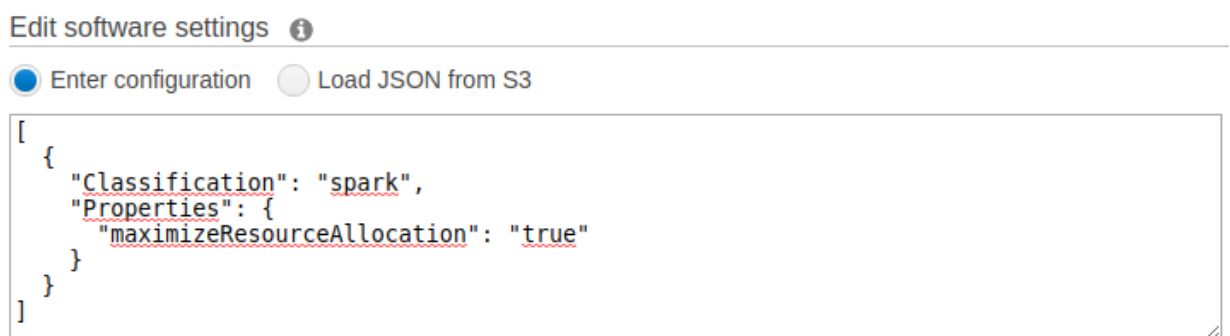 Edit software settings
Enter configuration Load JSON from S3
[
  {
    "Classification": "spark",
    "Properties": {
      "maximizeResourceAllocation": "true"
    }
  }
]